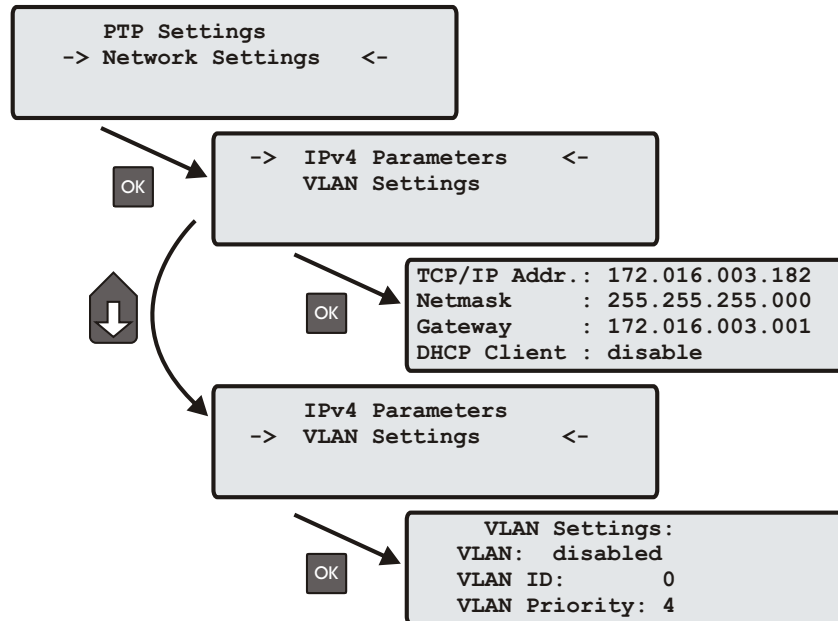 PTP Settings
-> Network Settings <-
OK
-> IPv4 Parameters <-
VLAN Settings
OK
TCP/IP Addr.: 172.016.003.182
Netmask : 255.255.255.000
Gateway : 172.016.003.001
DHCP Client : disable
IPv4 Parameters
-> VLAN Settings <-
OK
VLAN Settings:
VLAN: disabled
VLAN ID: 0
VLAN Priority: 4